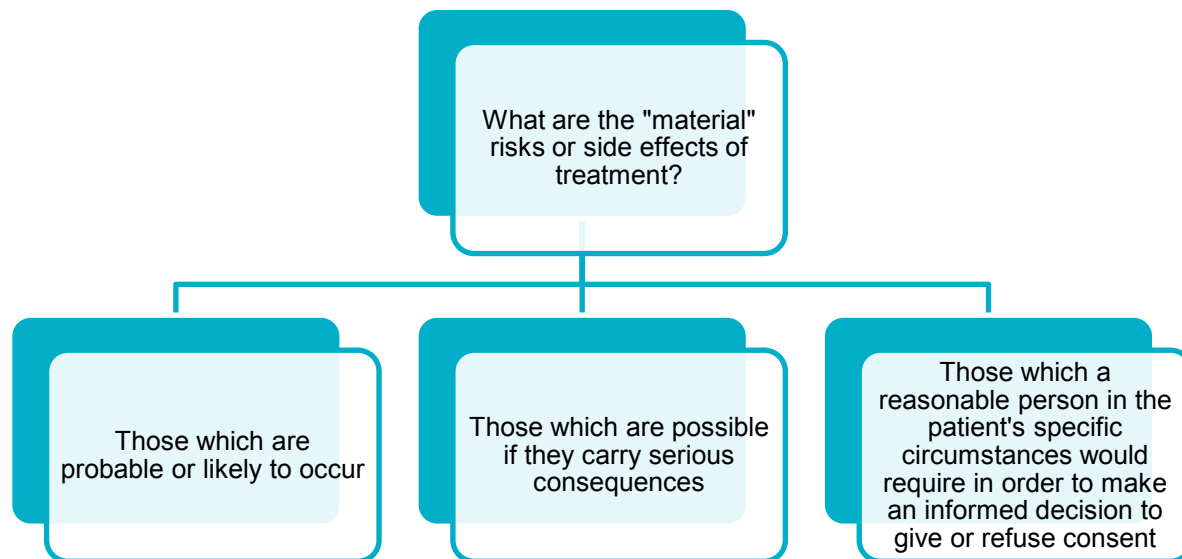 What are the "material"
risks or side effects of
treatment?
Those which are
probable or likely to occur
Those which are possible
if they carry serious
consequences
Those which a
reasonable person in the
patient's specific
circumstances would
require in order to make
an informed decision to
give or refuse consent